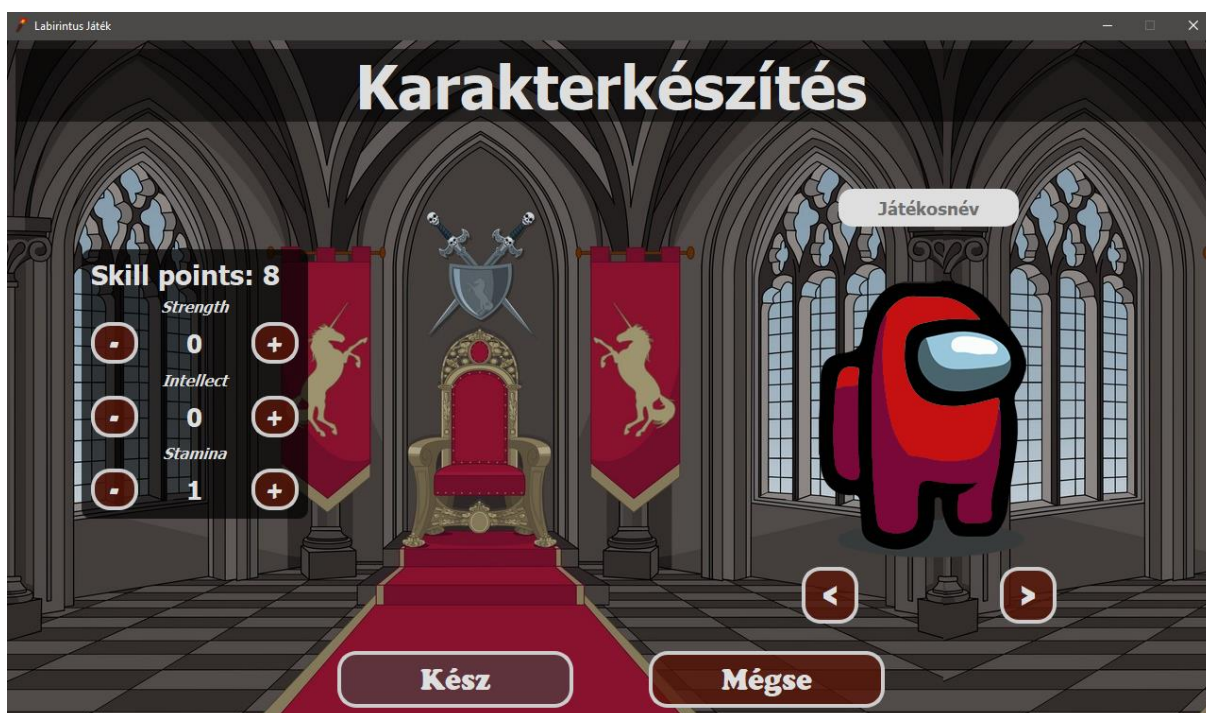 Labirintus Játék
Karakterkészítés
Játékosnév
Skill points: 8
Strength
- 0 +
Intellect
- 0 +
Stamina
- 1 +
< >
Kész Mégse